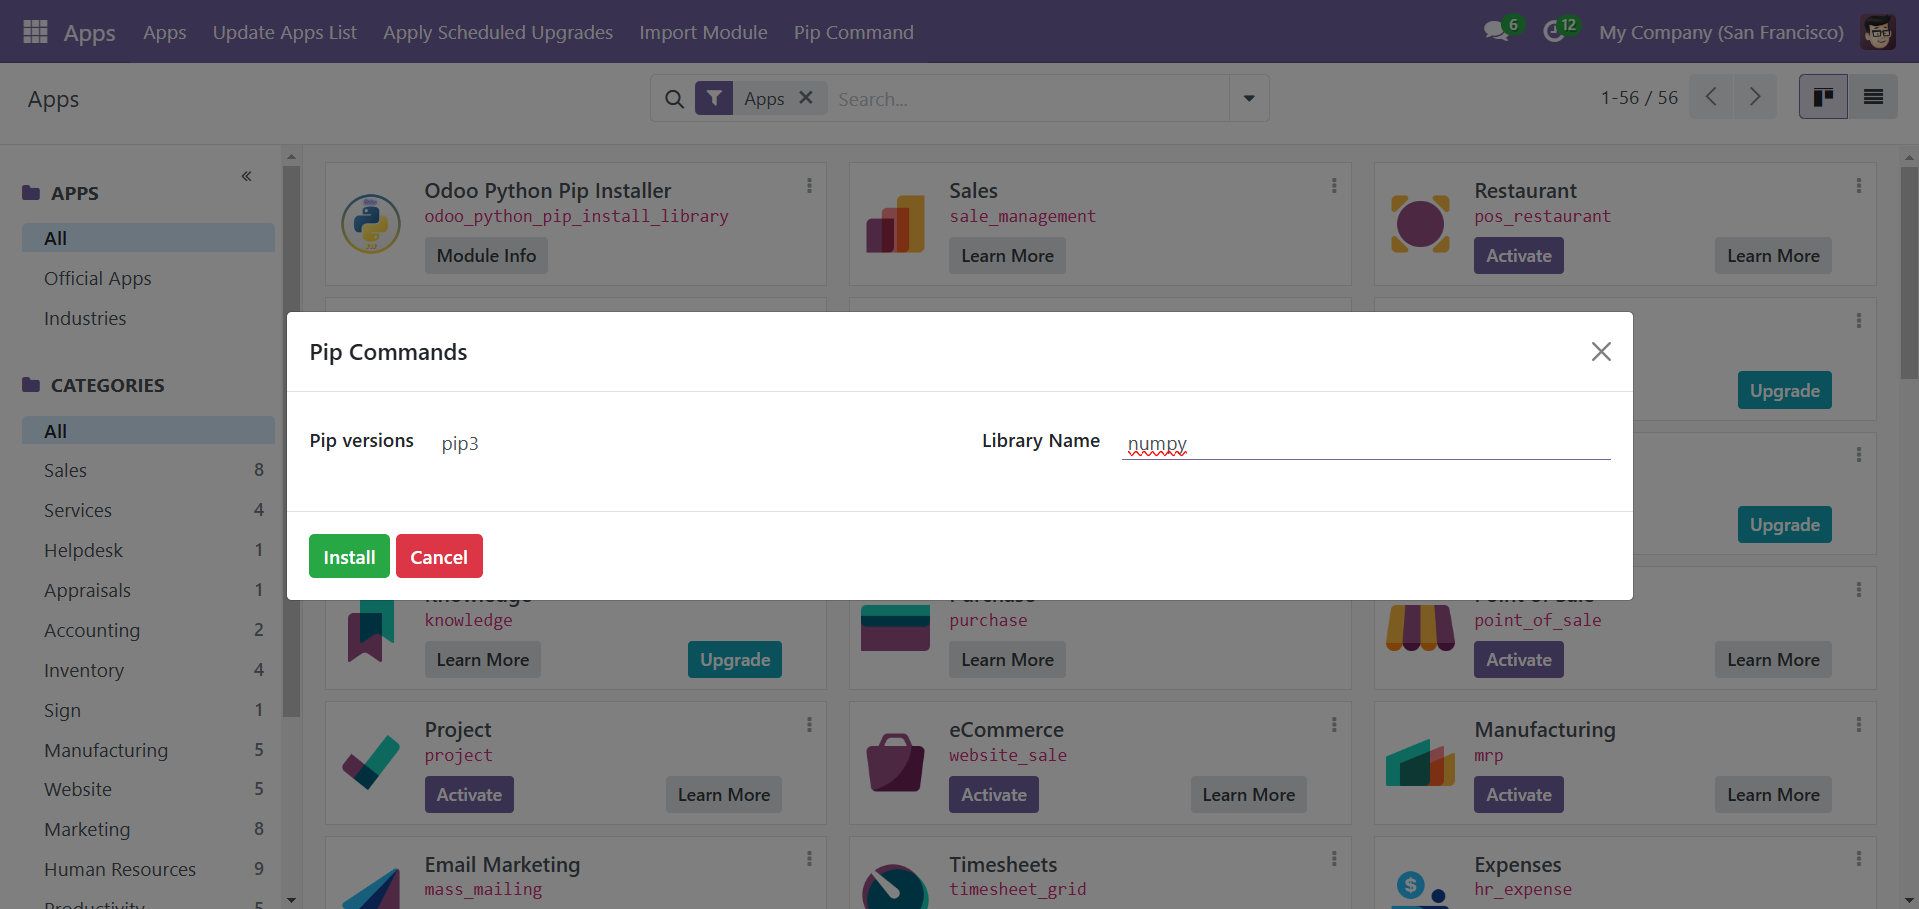 Apps Apps Update Apps List Apply Scheduled Upgrades Import Module Pip Command 6 12 My Company (San Francisco)
Apps Apps Search... 1-56 / 56
APPS
All
Official Apps
Industries
CATEGORIES
All
Sales 8
Services 4
Helpdesk 1
Appraisals 1
Accounting 2
Inventory 4
Sign 1
Manufacturing 5
Website 5
Marketing 8
Human Resources 9
Productivity 5
Odoo Python Pip Installer
odoo_python_pip_install_library
Module Info
Sales
sale_management
Learn More
Restaurant
pos_restaurant
Activate Learn More
Upgrade
Upgrade
Pip Commands
Pip versions pip3 Library Name numpy
Install Cancel
Knowledge
knowledge
Learn More Upgrade
Purchase
purchase
Learn More
Point of Sale
point_of_sale
Activate Learn More
Project
project
Activate Learn More
eCommerce
website_sale
Activate Learn More
Manufacturing
mrp
Activate Learn More
Email Marketing
mass_mailing
Timesheets
timesheet_grid
Expenses
hr_expense